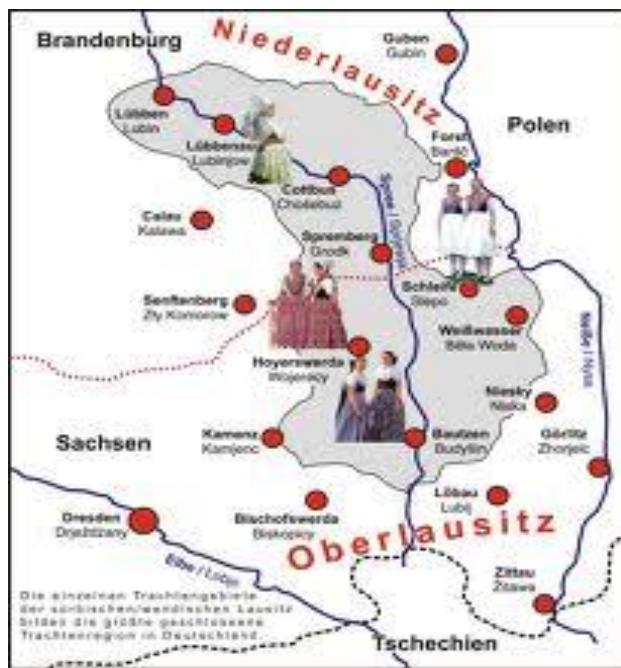 Brandenburg
Niederlausitz
Guben
Gubin
Polen
Lübben
Lubin
Lübbenau
Lubnjow
Forst
Cottbus
Chośebuz
Calau
Kalawa
Spree /
Spremberg
Grodk
Schleife
Slepo
Senftenberg
Zły Komorow
Weißwasser
Běła Woda
Neiße / Nysa
Hoyerswerda
Wojerecy
Niesky
Niska
Sachsen
Kamenz
Kamjenc
Bautzen
Budyšin
Görlitz
Zhorjelc
Löbau
Lubij
Dresden
Drježdźany
Bischofswerda
Biskopicy
Oberlausitz
Elbe / Łobjo
Zittau
Žitawa
Die einzelnen Trachtengebiete
der sorbischen/wendischen Lausitz
bilden die größte geschlossene
Trachtenregion in Deutschland.
Tschechien